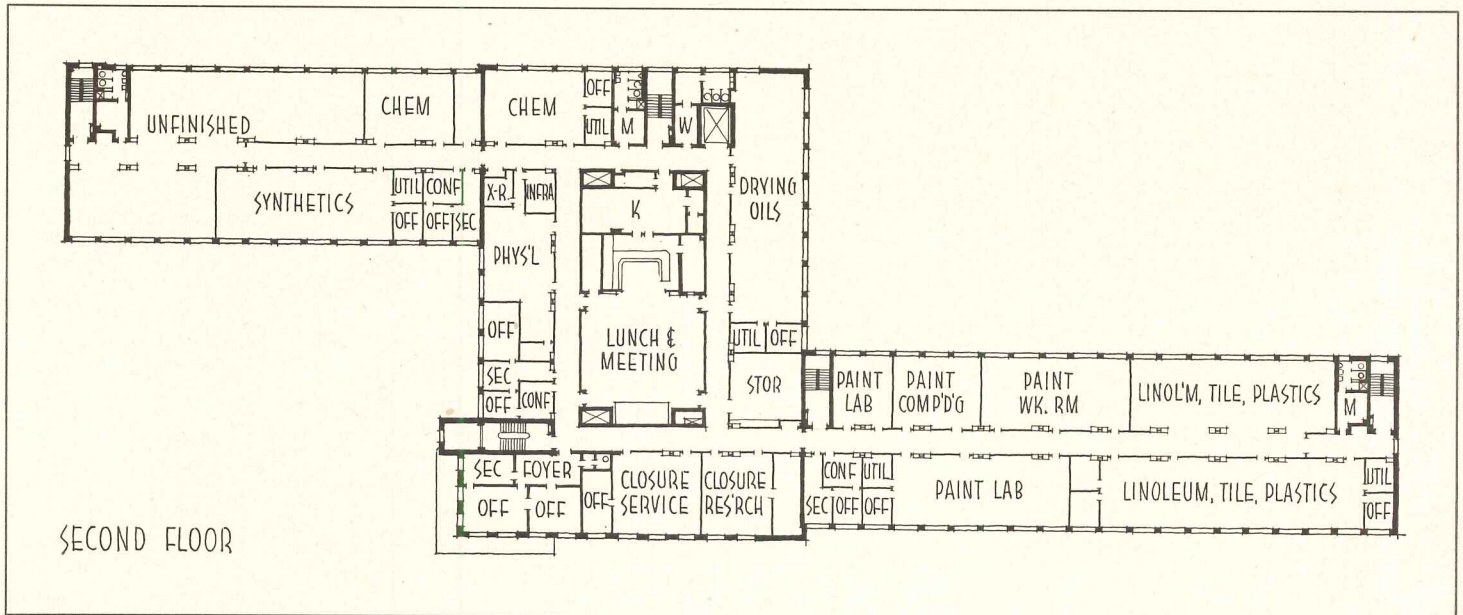 CHEM
CHEM
OFF
UTIL
M
W
UNFINISHED
SYNTHETICS
UTIL
CONF
OFF
OFF
SEC
X-R.
INFRA
K
DRYING
OILS
PHYS'L
OFF
LUNCH &
MEETING
UTIL
OFF
SEC
OFF
CONF
STOR
PAINT
LAB
PAINT
COMP'D'G
PAINT
WK. RM
LINOL'M, TILE, PLASTICS
M
SEC
FOYER
OFF
OFF
OFF
CLOSURE
SERVICE
CLOSURE
RES'RCH
CONF
UTIL
SEC
OFF
OFF
PAINT LAB
LINOLEUM, TILE, PLASTICS
UTIL
OFF
SECOND FLOOR